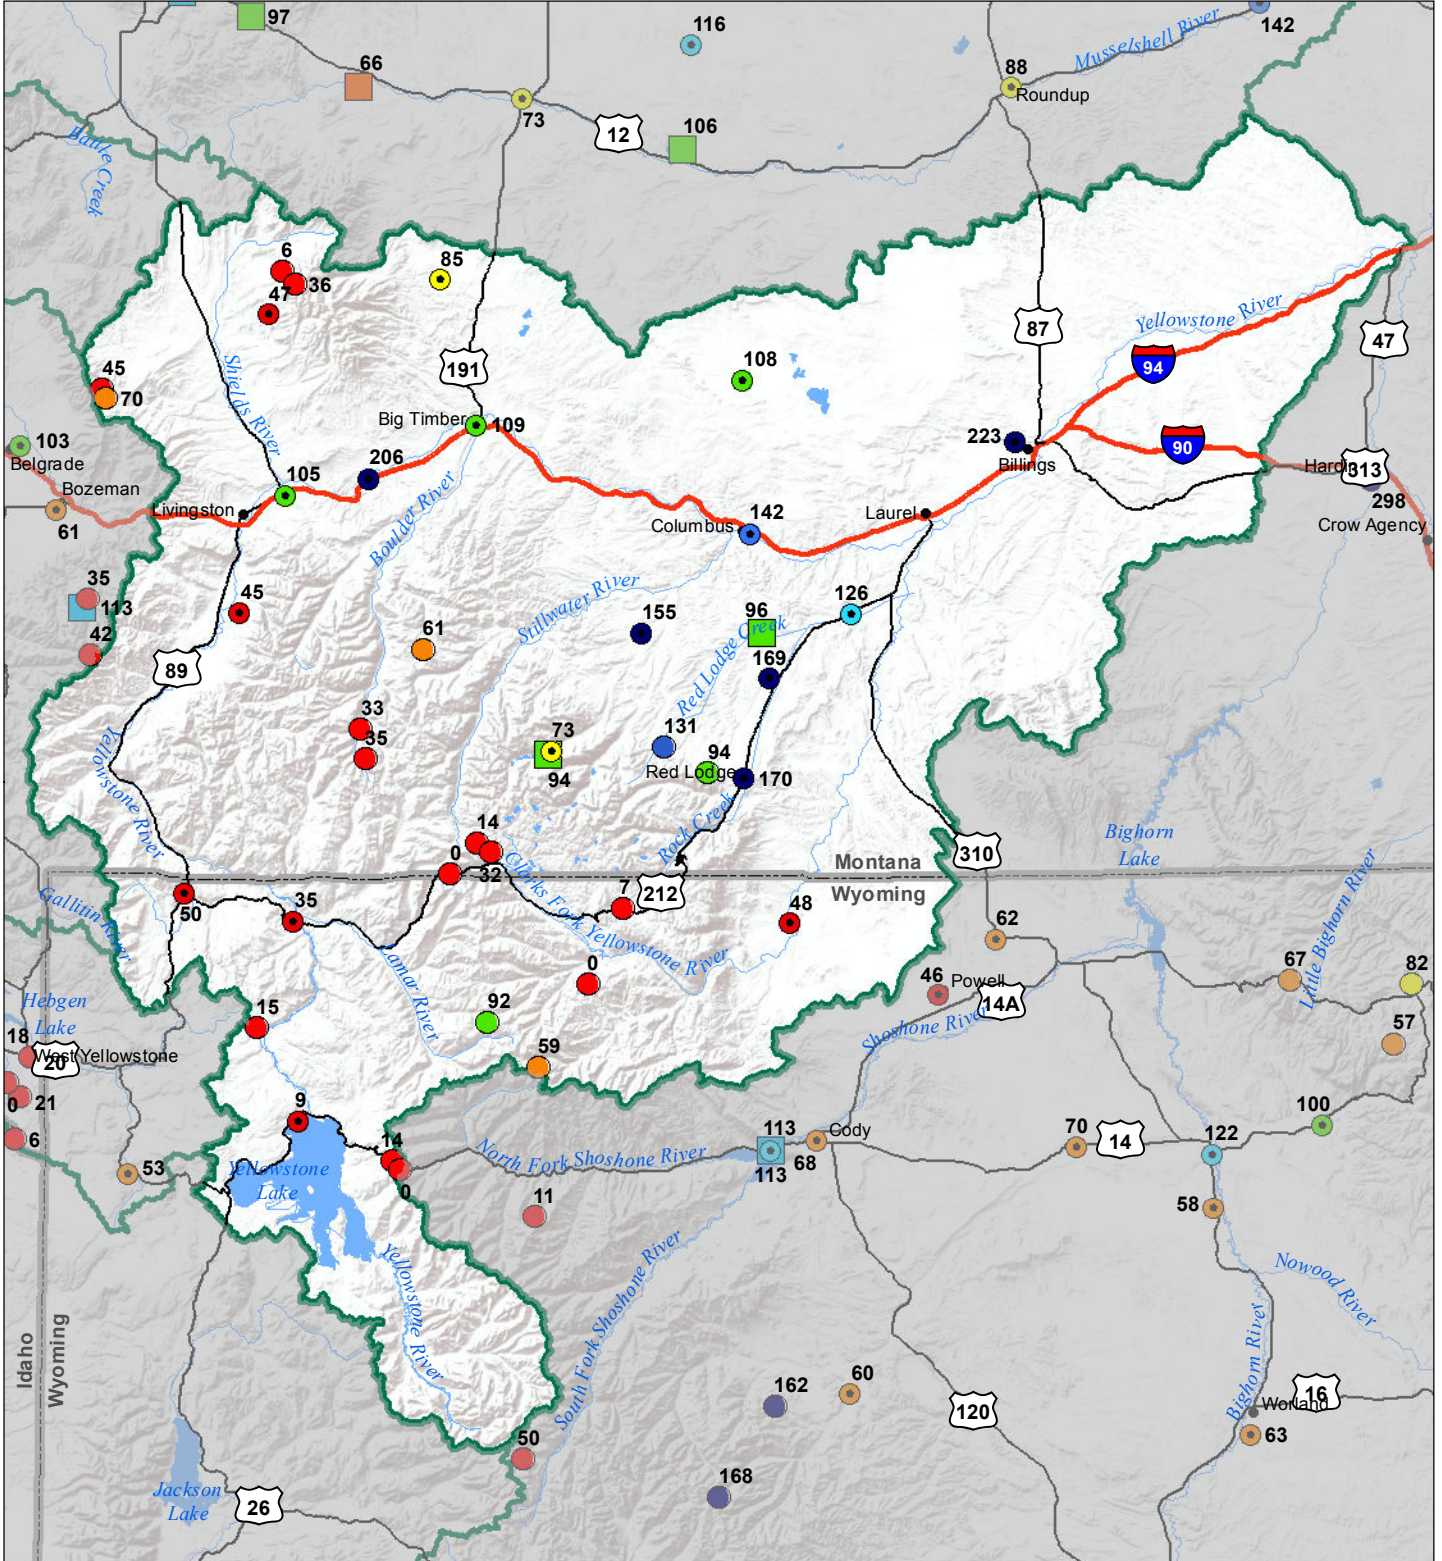 97
116
142
Musselshell River
66
88
Roundup
73
12
106
Battle Creek
6
36
47
85
87
Yellowstone River
47
191
94
45
70
Shields River
108
Big Timber
109
103
Belgrade
223
Billings
90
Hardin
313
298
206
105
Bozeman
61
Livingston
Boulder River
142
Columbus
Laurel
Crow Agency
35
113
42
45
Stillwater River
61
155
96
126
Red Lodge Creek
169
89
33
35
73
94
131
94
Red Lodge
170
Yellowstone River
Rock Creek
14
0
32
Clarks Fork Yellowstone River
Montana
Wyoming
310
Bighorn
Lake
212
7
Gallitin River
50
35
48
62
Little Bighorn River
67
82
0
46
Powell
14A
Shoshone River
57
Lamar River
Hebgen
Lake
15
92
59
18
West Yellowstone
20
0
21
6
9
14
0
53
Yellowstone
Lake
North Fork Shoshone River
113
113
68
Cody
70
14
122
100
58
11
South Fork Shoshone River
Yellowstone River
Nowood River
Bighorn River
Idaho
Wyoming
162
60
120
16
Worland
63
50
168
Jackson
Lake
26